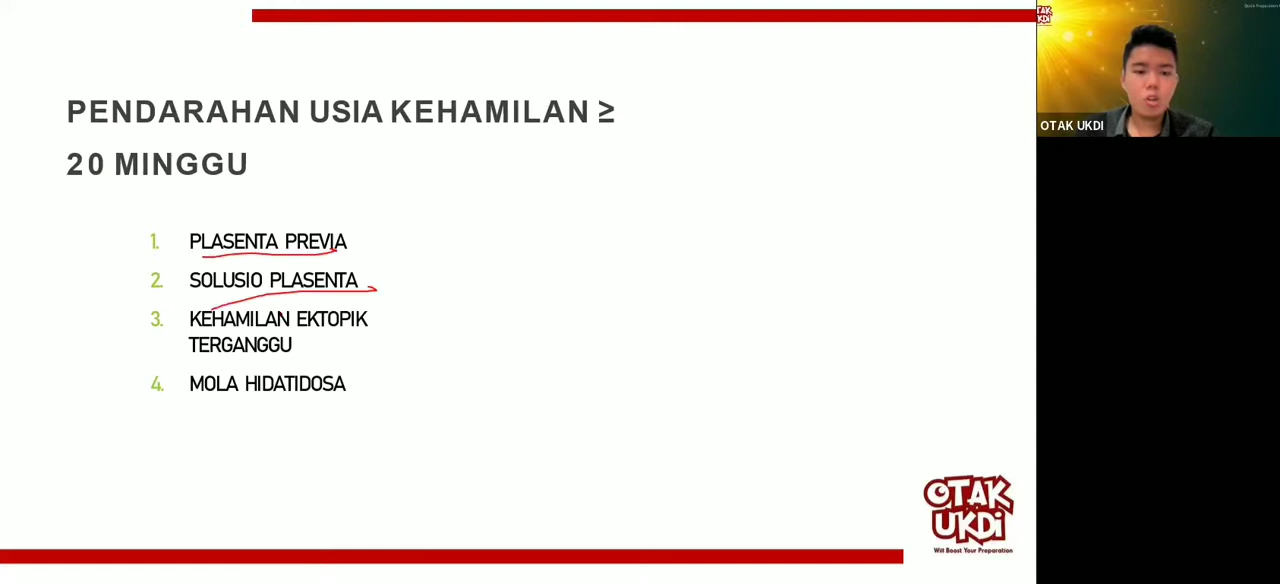 PENDARAHAN USIA KEHAMILAN ≥
20 MINGGU
1. PLASENTA PREVIA
2. SOLUSIO PLASENTA
3. KEHAMILAN EKTOPIK
TERGANGGU
4. MOLA HIDATIDOSA
OTAK
UKDI
Will Boost Your Preparation
OTAK UKDI